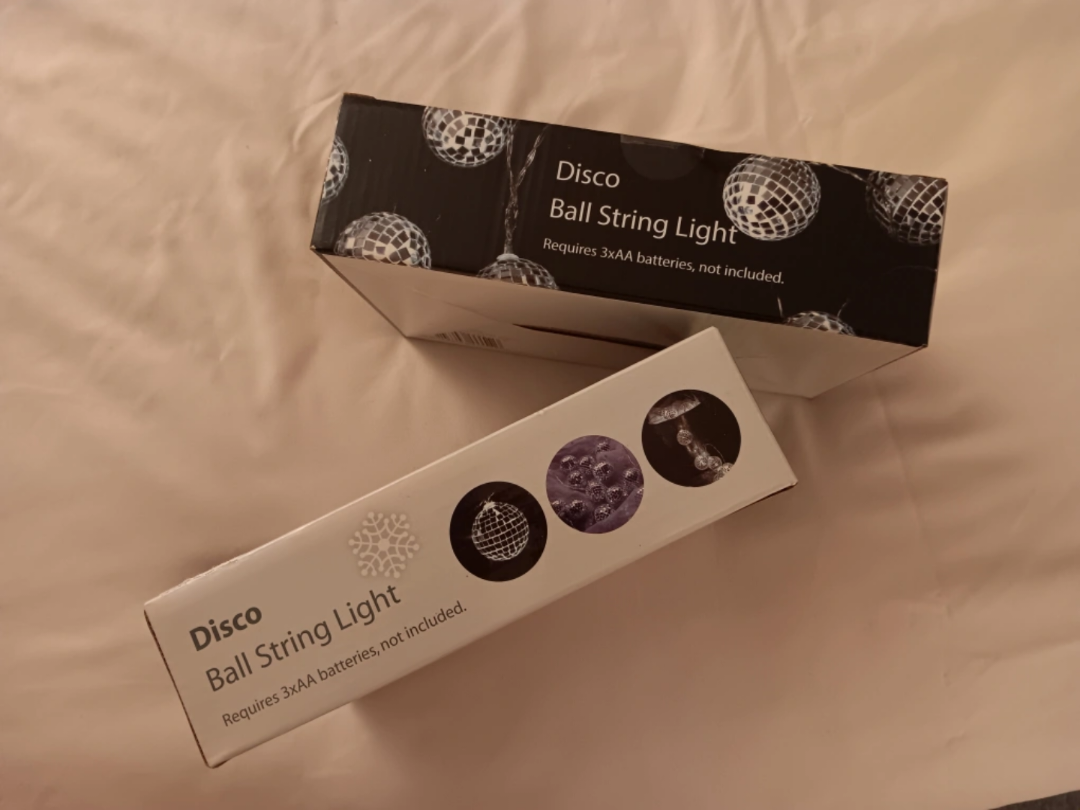 Disco
Ball String Light
Requires 3xAA batteries, not included.
Disco
Ball String Light
Requires 3xAA batteries, not included.